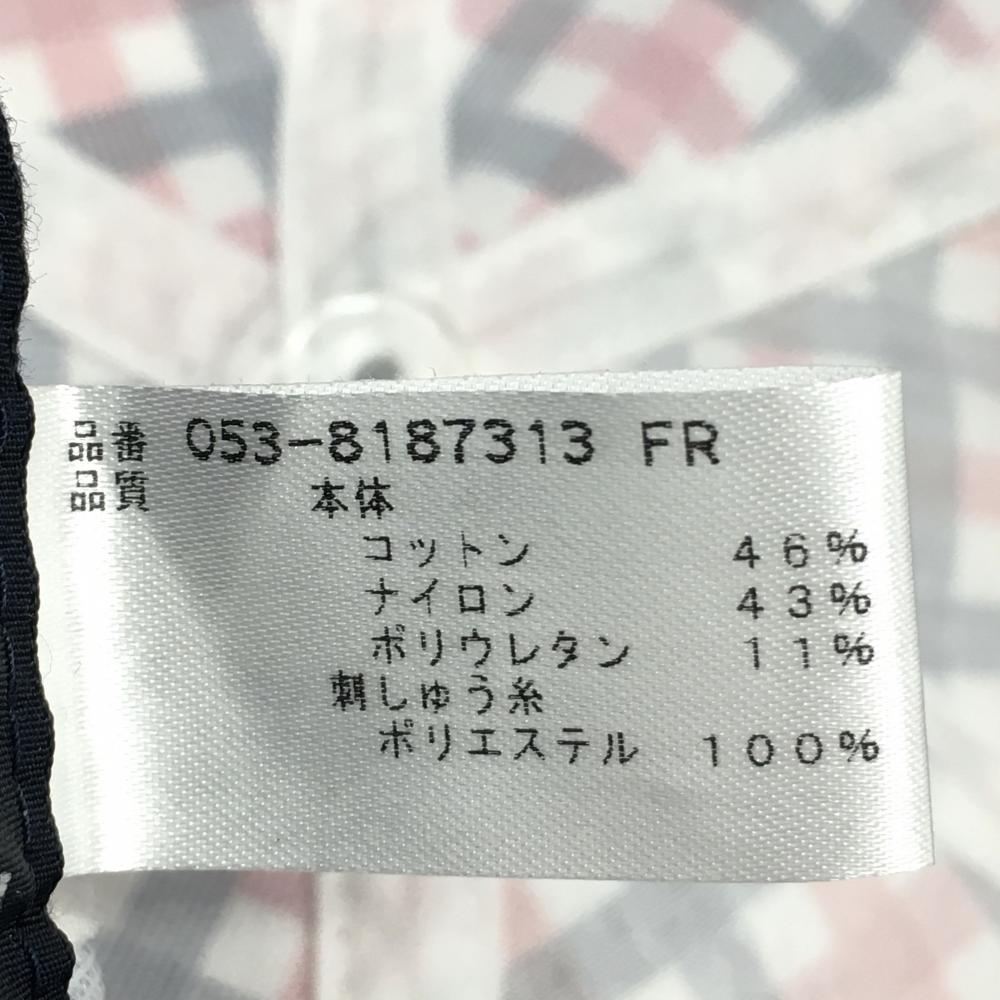 品番 053-8187313 FR
品質 本体
コットン 46%
ナイロン 43%
ポリウレタン 11%
刺しゅう糸
ポリエステル 100%